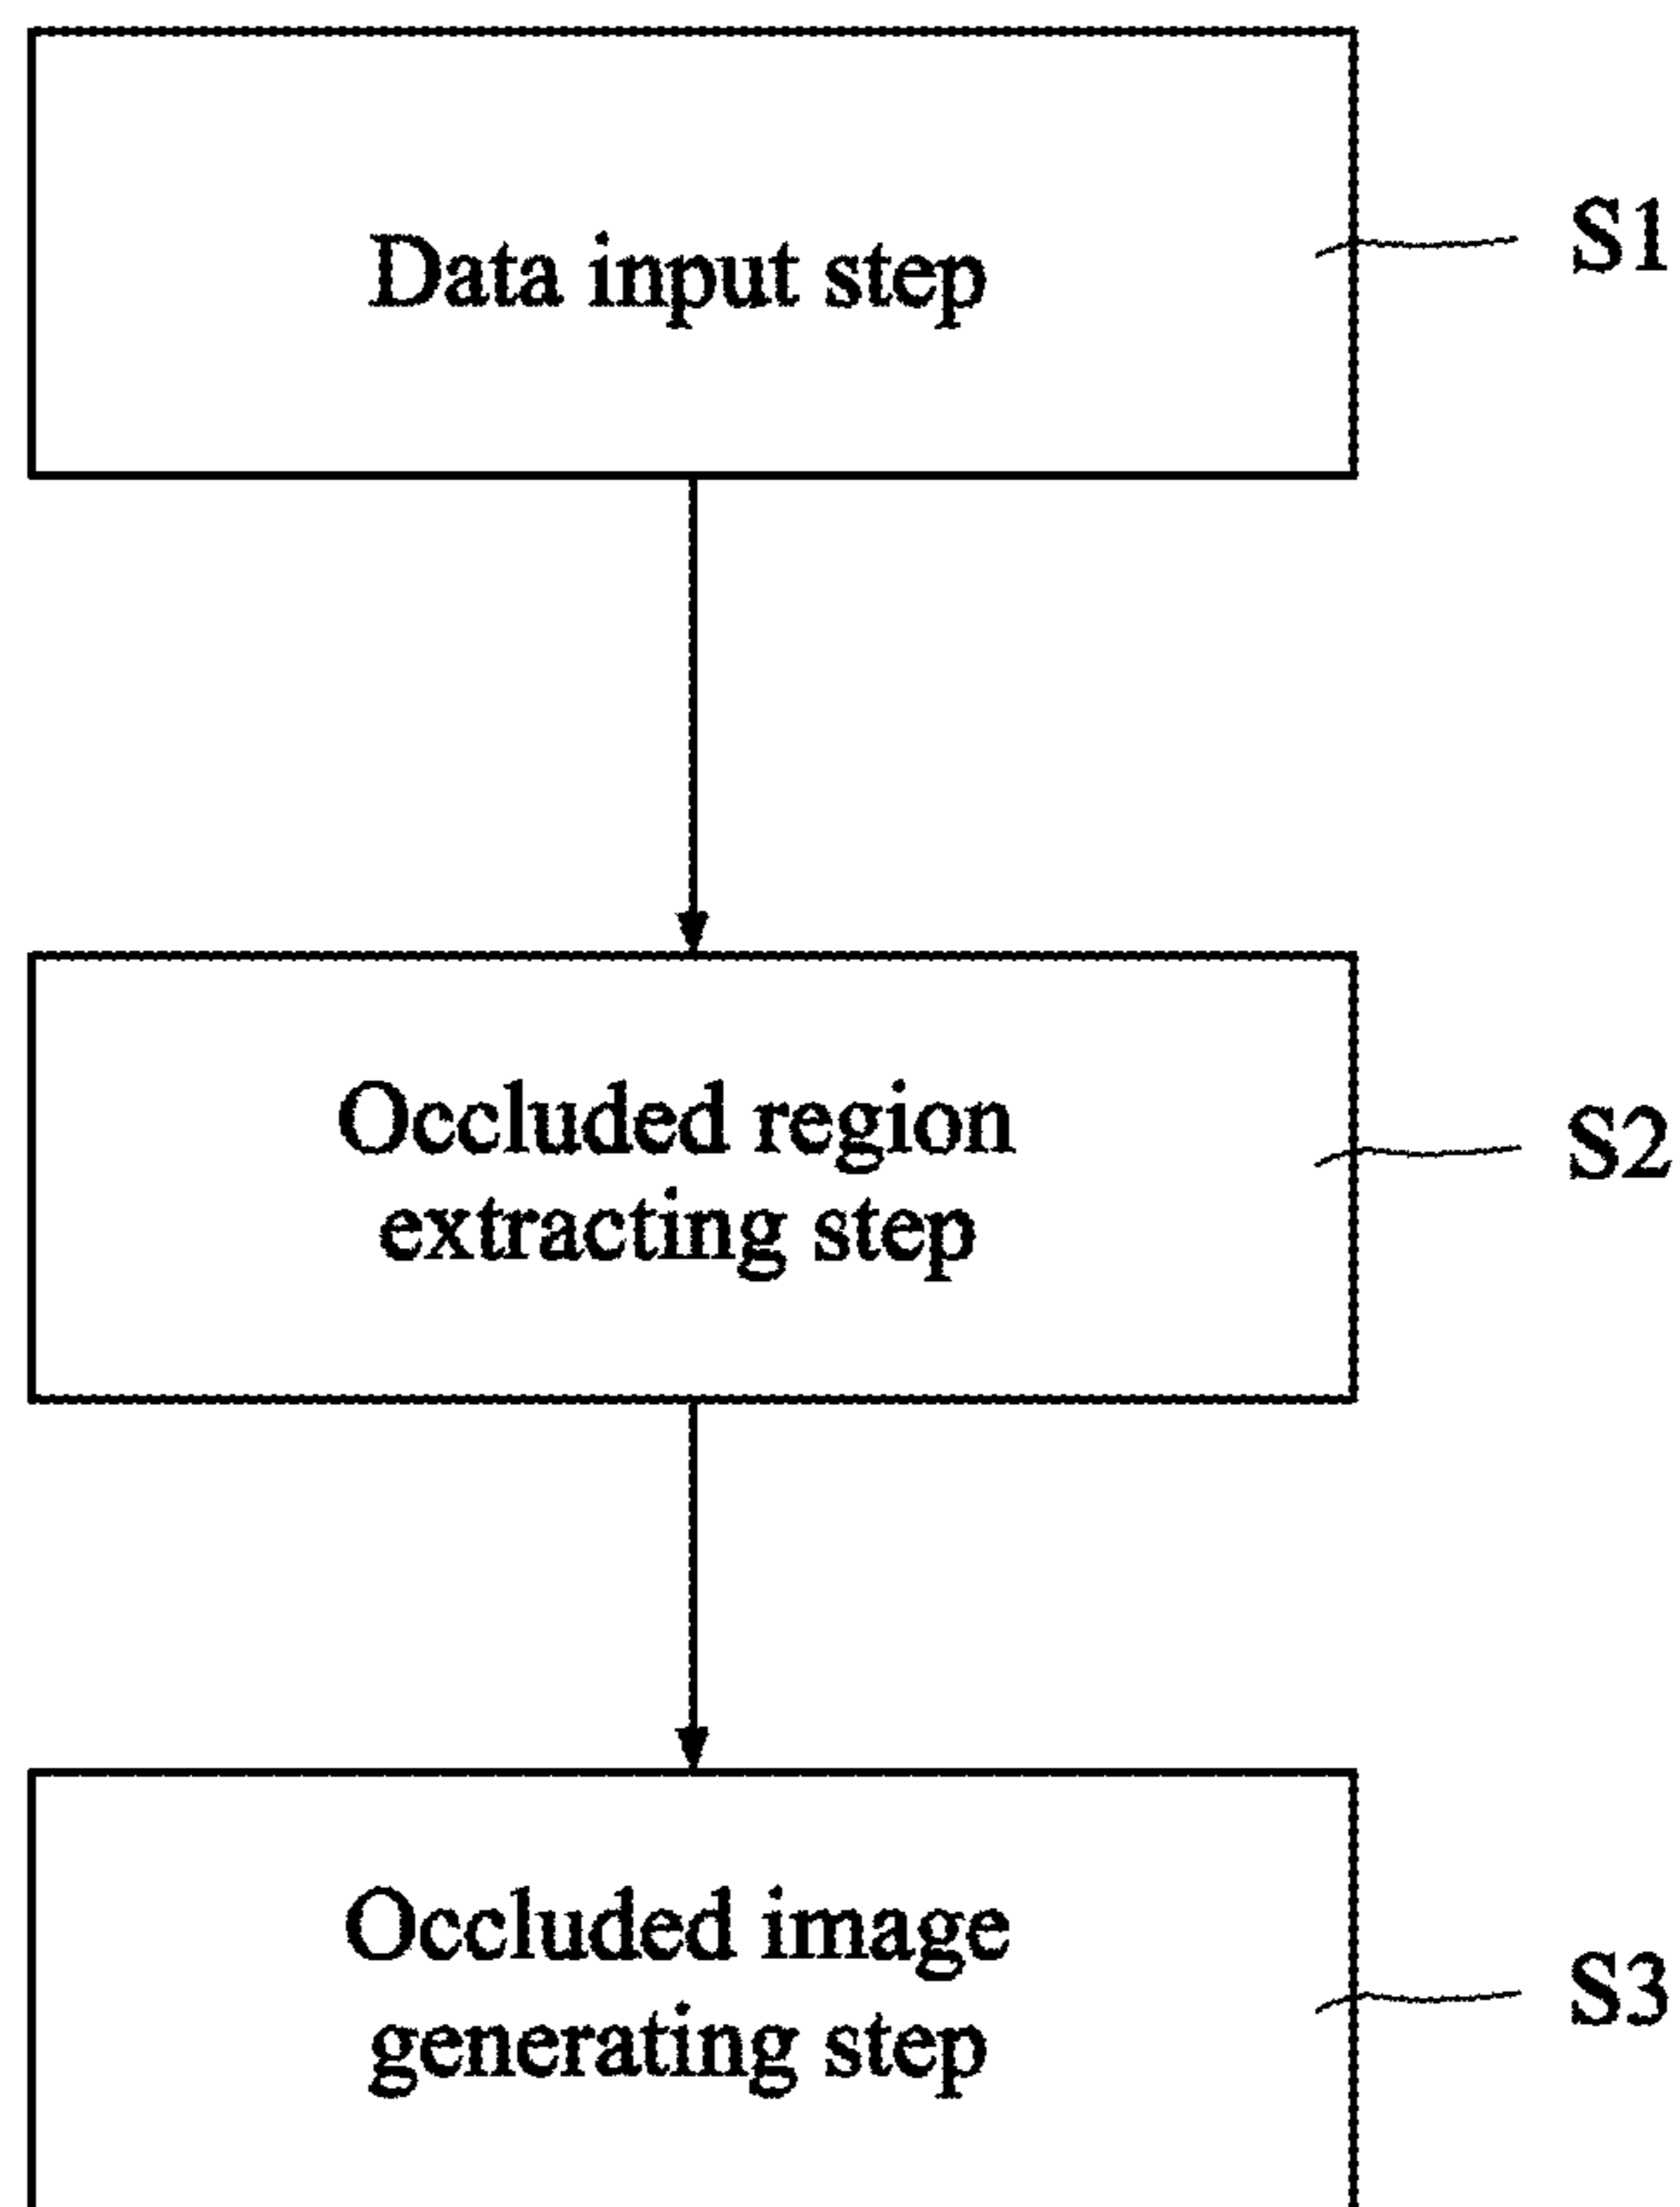 Data input step
S1
Occluded region
extracting step
S2
Occluded image
generating step
S3